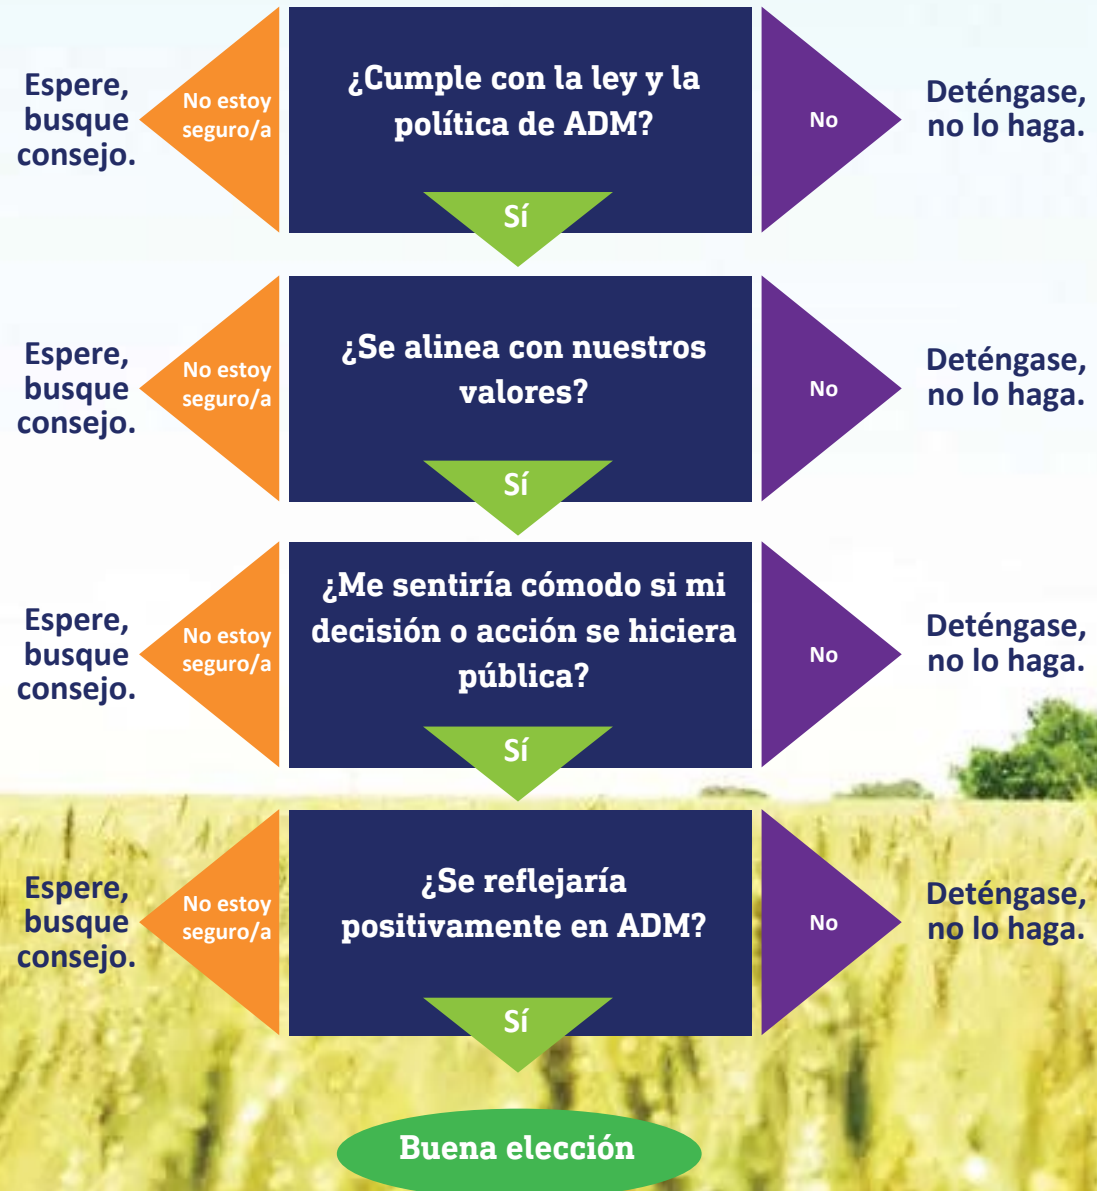 ¿Cumple con la ley y la
política de ADM?
Espere,
busque
consejo.
No estoy
seguro/a
No
Deténgase,
no lo haga.
Sí
¿Se alinea con nuestros
valores?
Espere,
busque
consejo.
No estoy
seguro/a
No
Deténgase,
no lo haga.
Sí
¿Me sentiría cómodo si mi
decisión o acción se hiciera
pública?
Espere,
busque
consejo.
No estoy
seguro/a
No
Deténgase,
no lo haga.
Sí
¿Se reflejaría
positivamente en ADM?
Espere,
busque
consejo.
No estoy
seguro/a
No
Deténgase,
no lo haga.
Sí
Buena elección